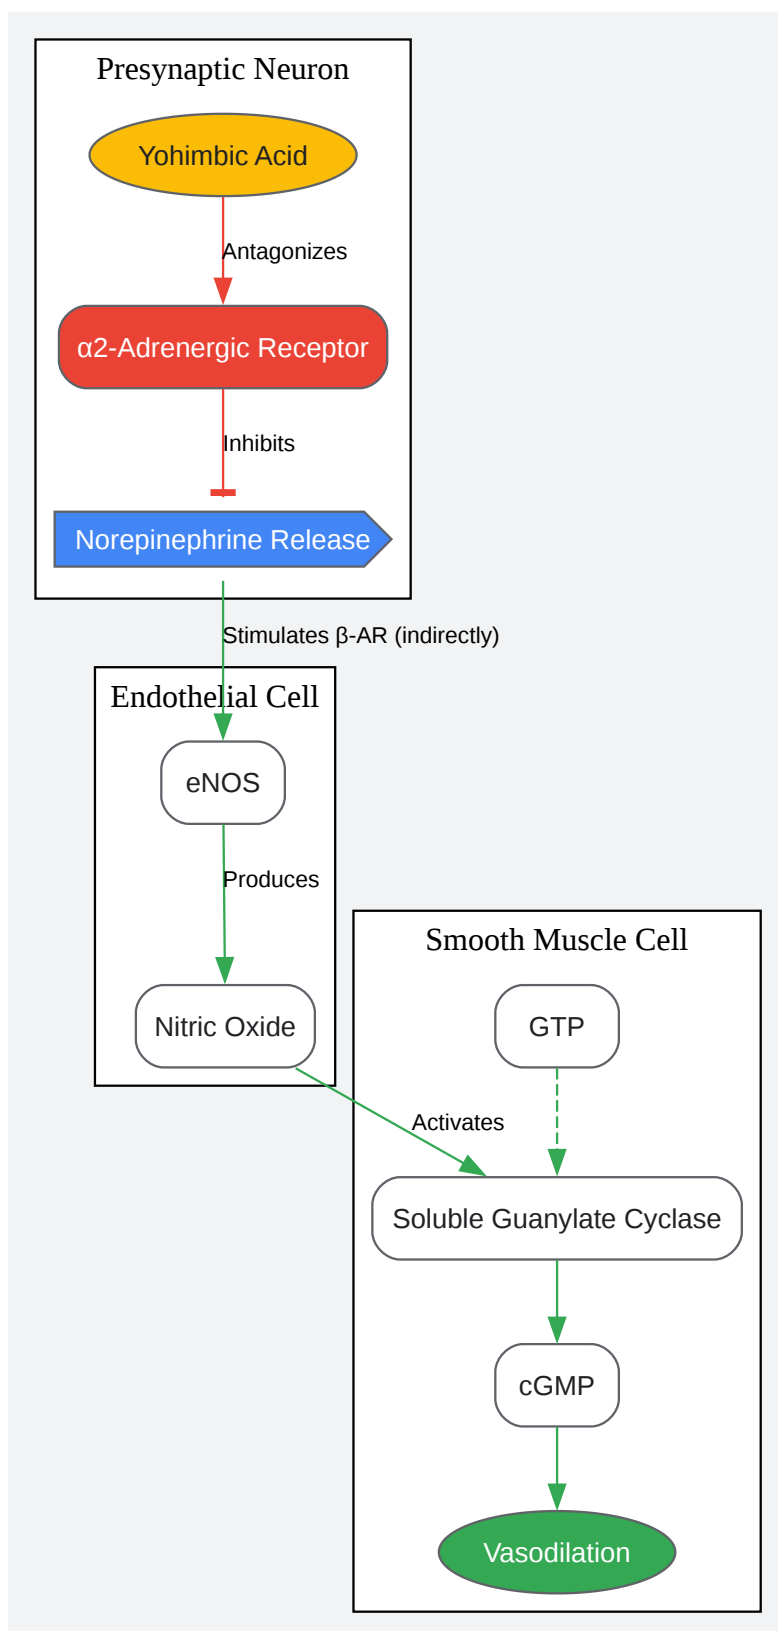 Presynaptic Neuron
Yohimbic Acid
Antagonizes
α2-Adrenergic Receptor
Inhibits
Norepinephrine Release
Stimulates β-AR (indirectly)
Endothelial Cell
eNOS
Produces
Smooth Muscle Cell
Nitric Oxide
GTP
Activates
Soluble Guanylate Cyclase
cGMP
Vasodilation